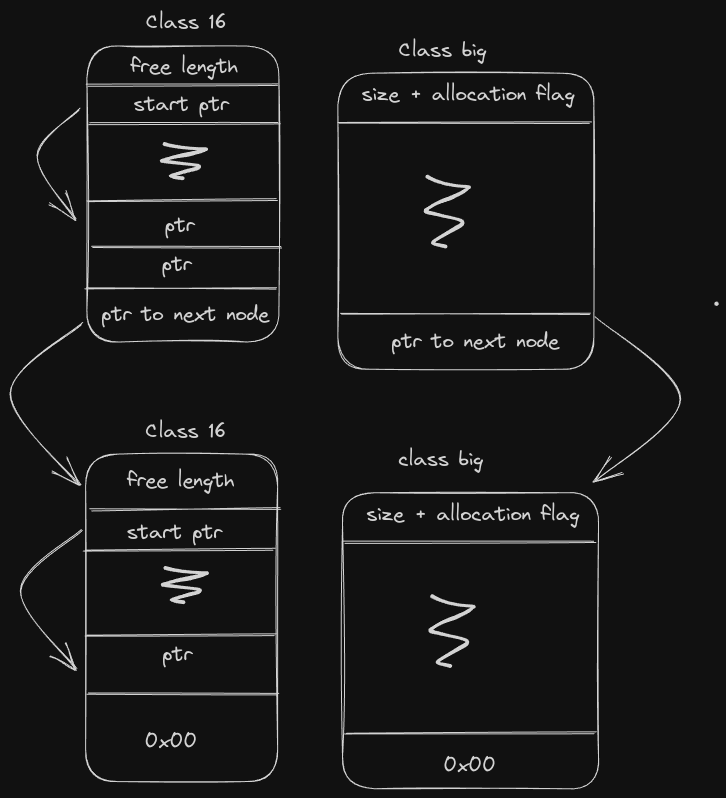 Class 16
free length
start ptr
ptr
ptr
ptr to next node
Class big
size + allocation flag
ptr to next node
Class 16
free length
start ptr
ptr
0x00
class big
size + allocation flag
0x00